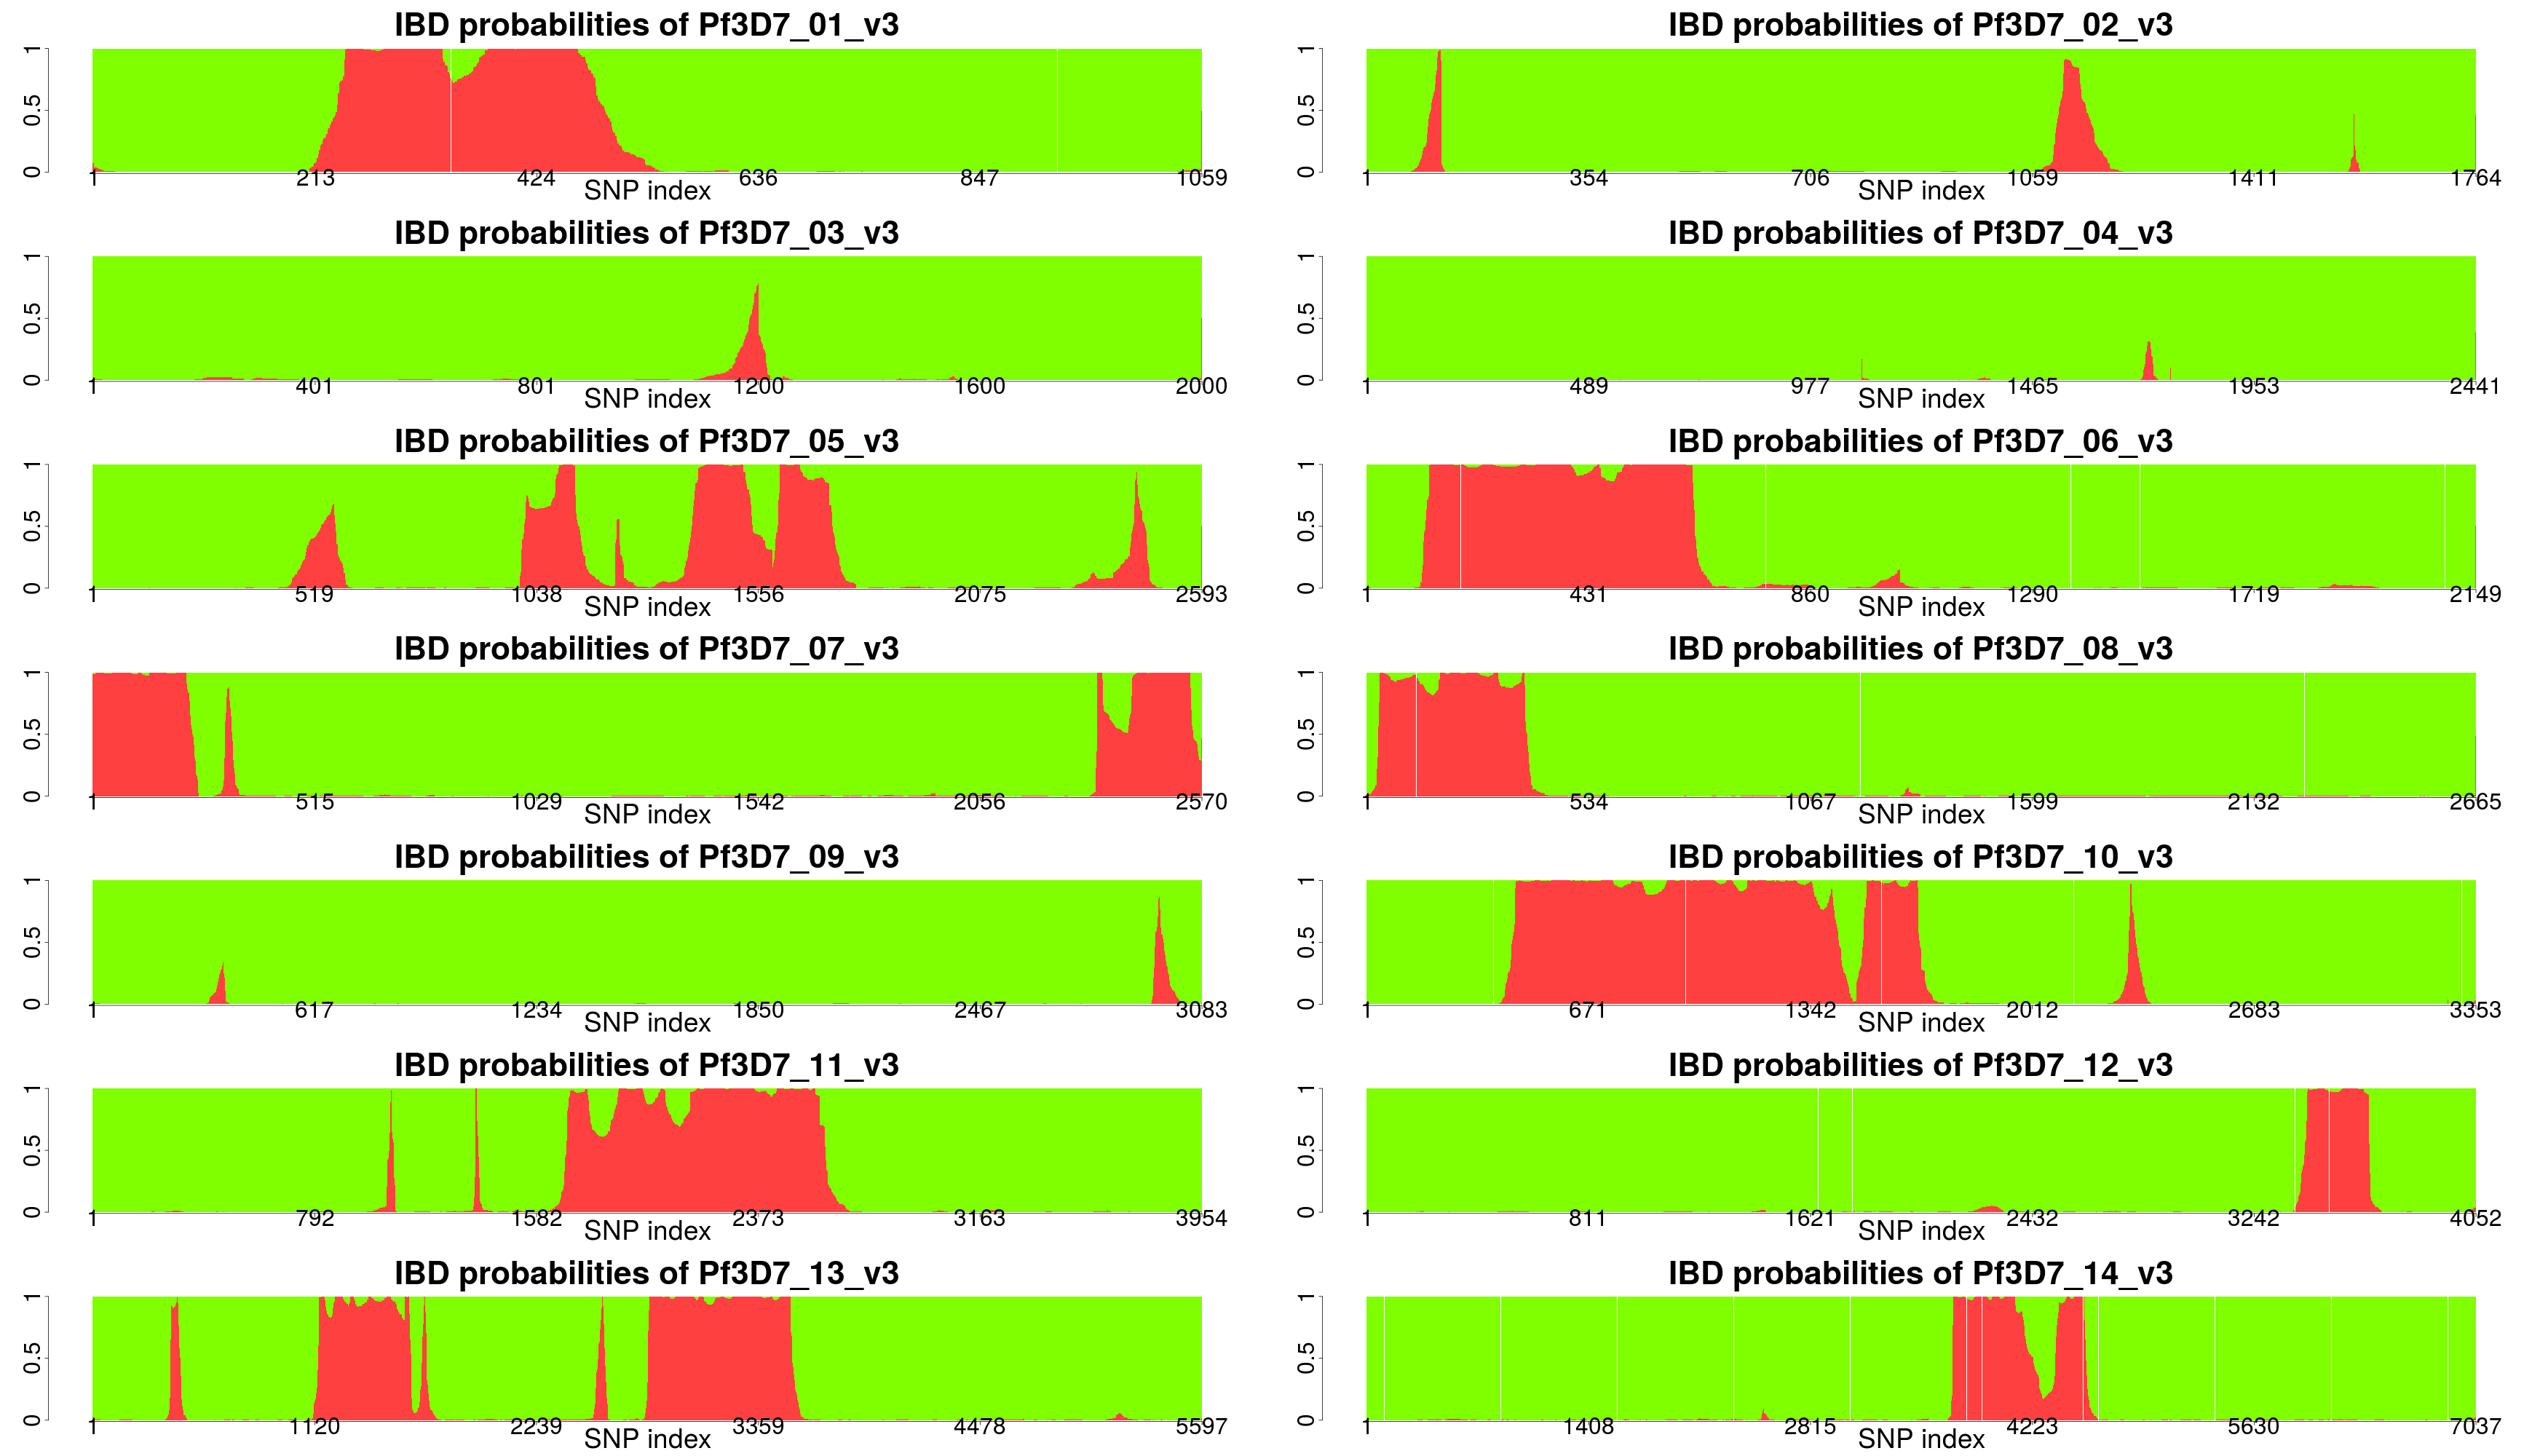 IBD probabilities of Pf3D7_01_v3
0 0.5 1
1 213 424 636 847 1059
SNP index
IBD probabilities of Pf3D7_02_v3
0 0.5 1
1 354 706 1059 1411 1764
SNP index
IBD probabilities of Pf3D7_03_v3
0 0.5 1
1 401 801 1200 1600 2000
SNP index
IBD probabilities of Pf3D7_04_v3
0 0.5 1
1 489 977 1465 1953 2441
SNP index
IBD probabilities of Pf3D7_05_v3
0 0.5 1
1 519 1038 1556 2075 2593
SNP index
IBD probabilities of Pf3D7_06_v3
0 0.5 1
1 431 860 1290 1719 2149
SNP index
IBD probabilities of Pf3D7_07_v3
0 0.5 1
1 515 1029 1542 2056 2570
SNP index
IBD probabilities of Pf3D7_08_v3
0 0.5 1
1 534 1067 1599 2132 2665
SNP index
IBD probabilities of Pf3D7_09_v3
0 0.5 1
1 617 1234 1850 2467 3083
SNP index
IBD probabilities of Pf3D7_10_v3
0 0.5 1
1 671 1342 2012 2683 3353
SNP index
IBD probabilities of Pf3D7_11_v3
0 0.5 1
1 792 1582 2373 3163 3954
SNP index
IBD probabilities of Pf3D7_12_v3
0 0.5 1
1 811 1621 2432 3242 4052
SNP index
IBD probabilities of Pf3D7_13_v3
0 0.5 1
1 1120 2239 3359 4478 5597
SNP index
IBD probabilities of Pf3D7_14_v3
0 0.5 1
1 1408 2815 4223 5630 7037
SNP index